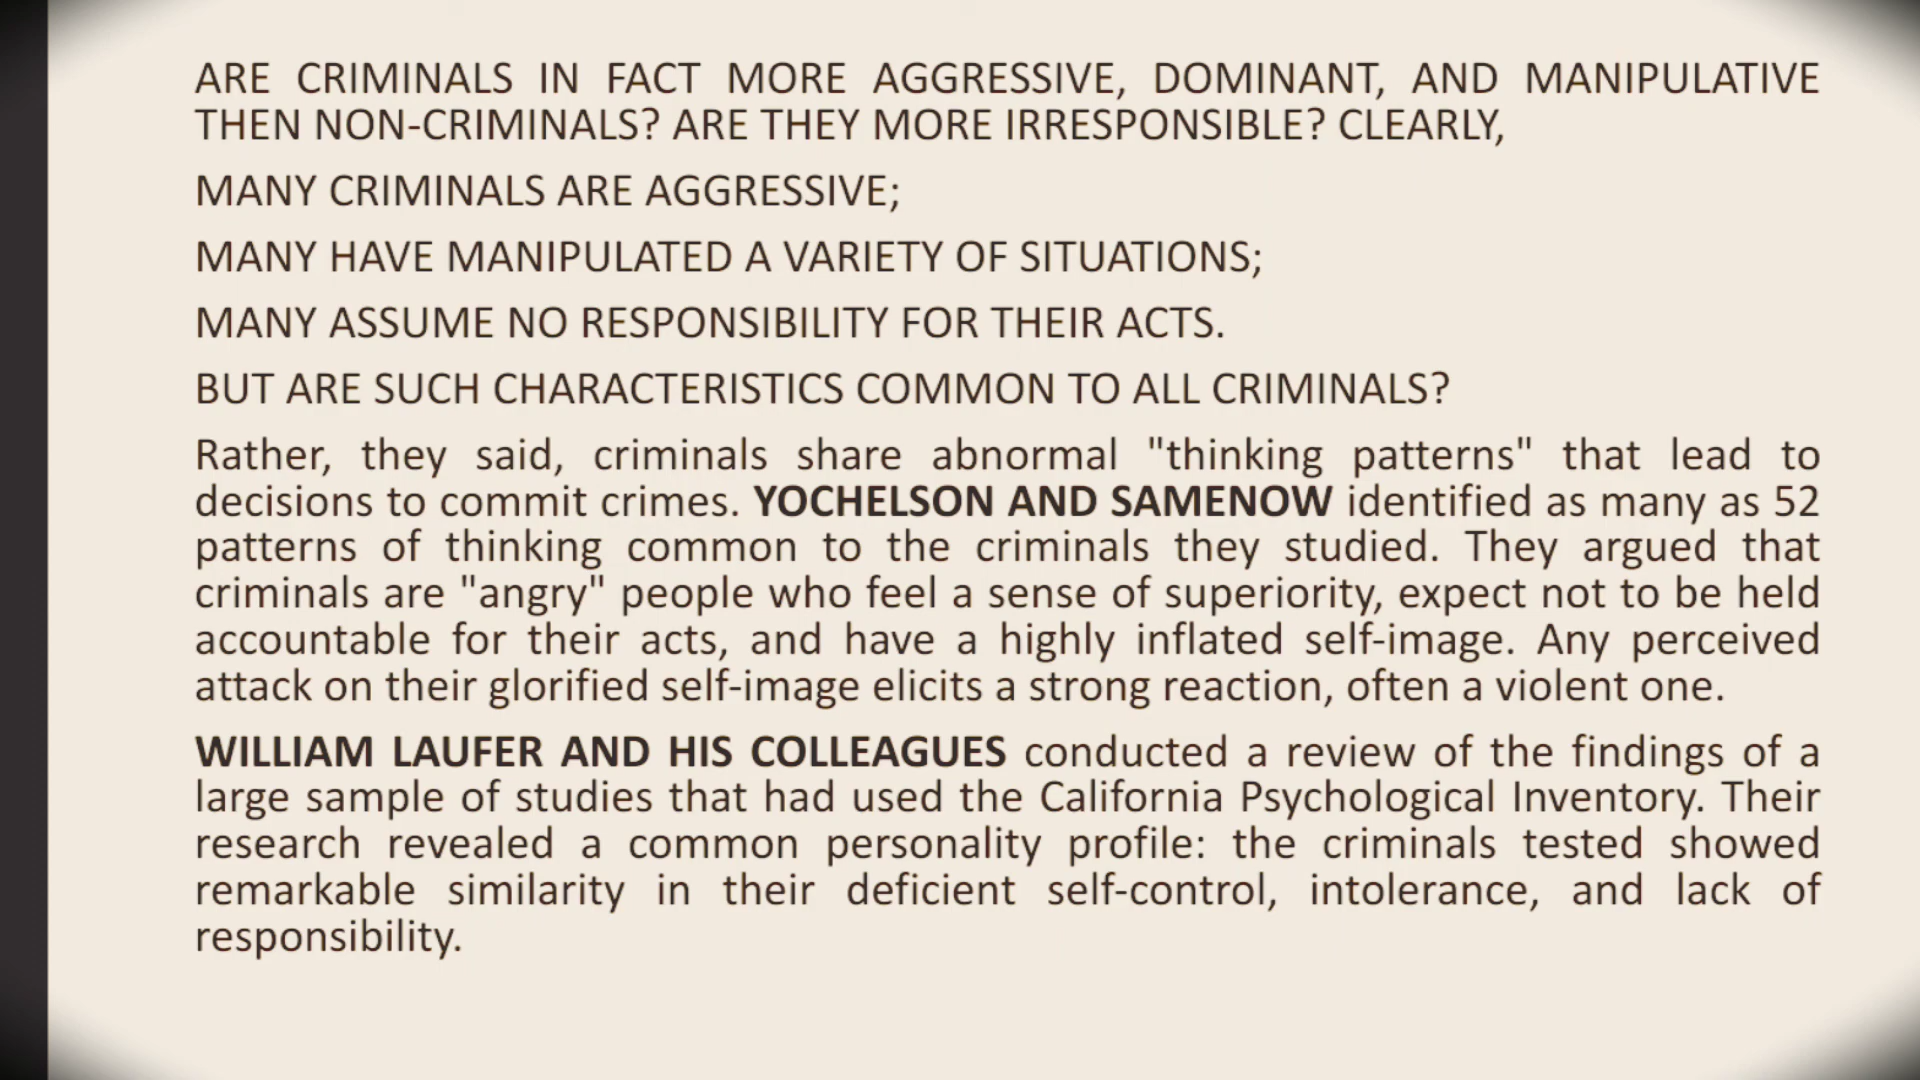 ARE CRIMINALS IN FACT MORE AGGRESSIVE, DOMINANT, AND MANIPULATIVE
THEN NON-CRIMINALS? ARE THEY MORE IRRESPONSIBLE? CLEARLY,
MANY CRIMINALS ARE AGGRESSIVE;
MANY HAVE MANIPULATED A VARIETY OF SITUATIONS;
MANY ASSUME NO RESPONSIBILITY FOR THEIR ACTS.
BUT ARE SUCH CHARACTERISTICS COMMON TO ALL CRIMINALS?
Rather, they said, criminals share abnormal "thinking patterns" that lead to
decisions to commit crimes. YOCHELSON AND SAMENOW identified as many as 52
patterns of thinking common to the criminals they studied. They argued that
criminals are "angry" people who feel a sense of superiority, expect not to be held
accountable for their acts, and have a highly inflated self-image. Any perceived
attack on their glorified self-image elicits a strong reaction, often a violent one.
WILLIAM LAUFER AND HIS COLLEAGUES conducted a review of the findings of a
large sample of studies that had used the California Psychological Inventory. Their
research revealed a common personality profile: the criminals tested showed
remarkable similarity in their deficient self-control, intolerance, and lack of
responsibility.